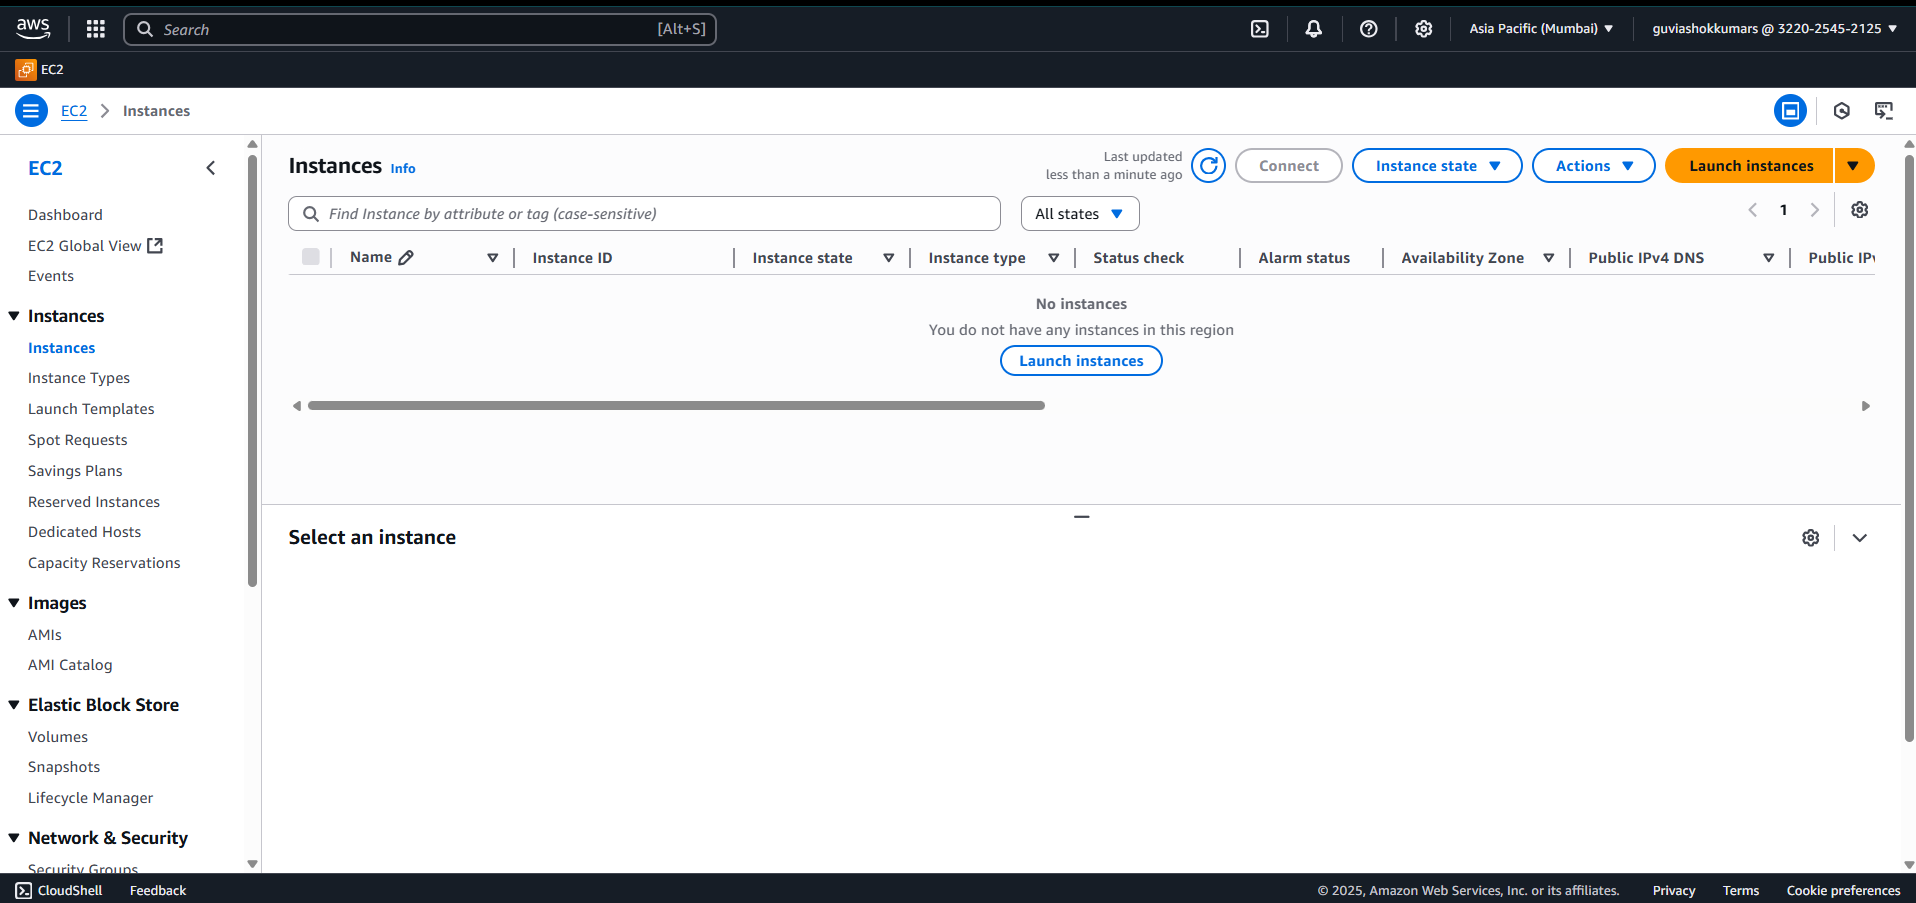 aws
Search [Alt+S]
Asia Pacific (Mumbai)
guviashokkumars @ 3220-2545-2125
EC2
EC2 Instances
EC2
Dashboard
EC2 Global View
Events
Instances
Instances
Instance Types
Launch Templates
Spot Requests
Savings Plans
Reserved Instances
Dedicated Hosts
Capacity Reservations
Images
AMIs
AMI Catalog
Elastic Block Store
Volumes
Snapshots
Lifecycle Manager
Network & Security
Security Groups
Instances Info
Last updated
less than a minute ago
Connect
Instance state
Actions
Launch instances
Find Instance by attribute or tag (case-sensitive)
All states
1
Name Instance ID Instance state Instance type Status check Alarm status Availability Zone Public IPv4 DNS Public IPv
No instances
You do not have any instances in this region
Launch instances
Select an instance
CloudShell Feedback
© 2025, Amazon Web Services, Inc. or its affiliates. Privacy Terms Cookie preferences